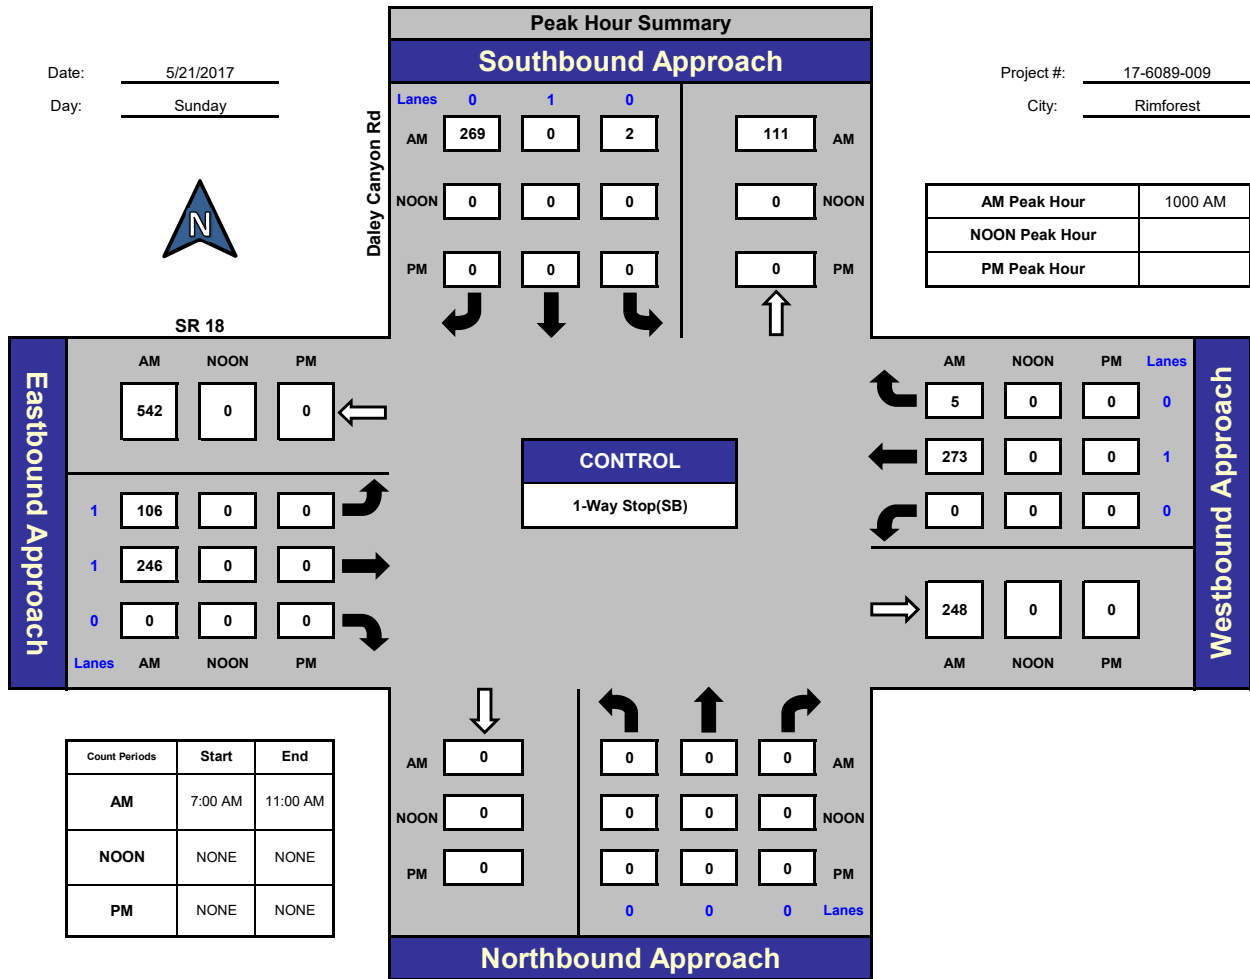 Peak Hour Summary
Southbound Approach
Date: 5/21/2017
Day: Sunday
Project #: 17-6089-009
City: Rimforest
N
Daley Canyon Rd
Lanes 0 1 0
AM 269 0 2 111 AM
NOON 0 0 0 0 NOON
PM 0 0 0 0 PM
AM Peak Hour 1000 AM
NOON Peak Hour
PM Peak Hour
SR 18
Eastbound Approach
AM NOON PM
542 0 0
1 106 0 0
1 246 0 0
0 0 0 0
Lanes AM NOON PM
CONTROL
1-Way Stop(SB)
AM NOON PM Lanes
5 0 0 0
273 0 0 1
0 0 0 0
248 0 0
AM NOON PM
Westbound Approach
Count Periods Start End
AM 7:00 AM 11:00 AM
NOON NONE NONE
PM NONE NONE
AM 0 0 0 0 AM
NOON 0 0 0 0 NOON
PM 0 0 0 0 PM
0 0 0 Lanes
Northbound Approach